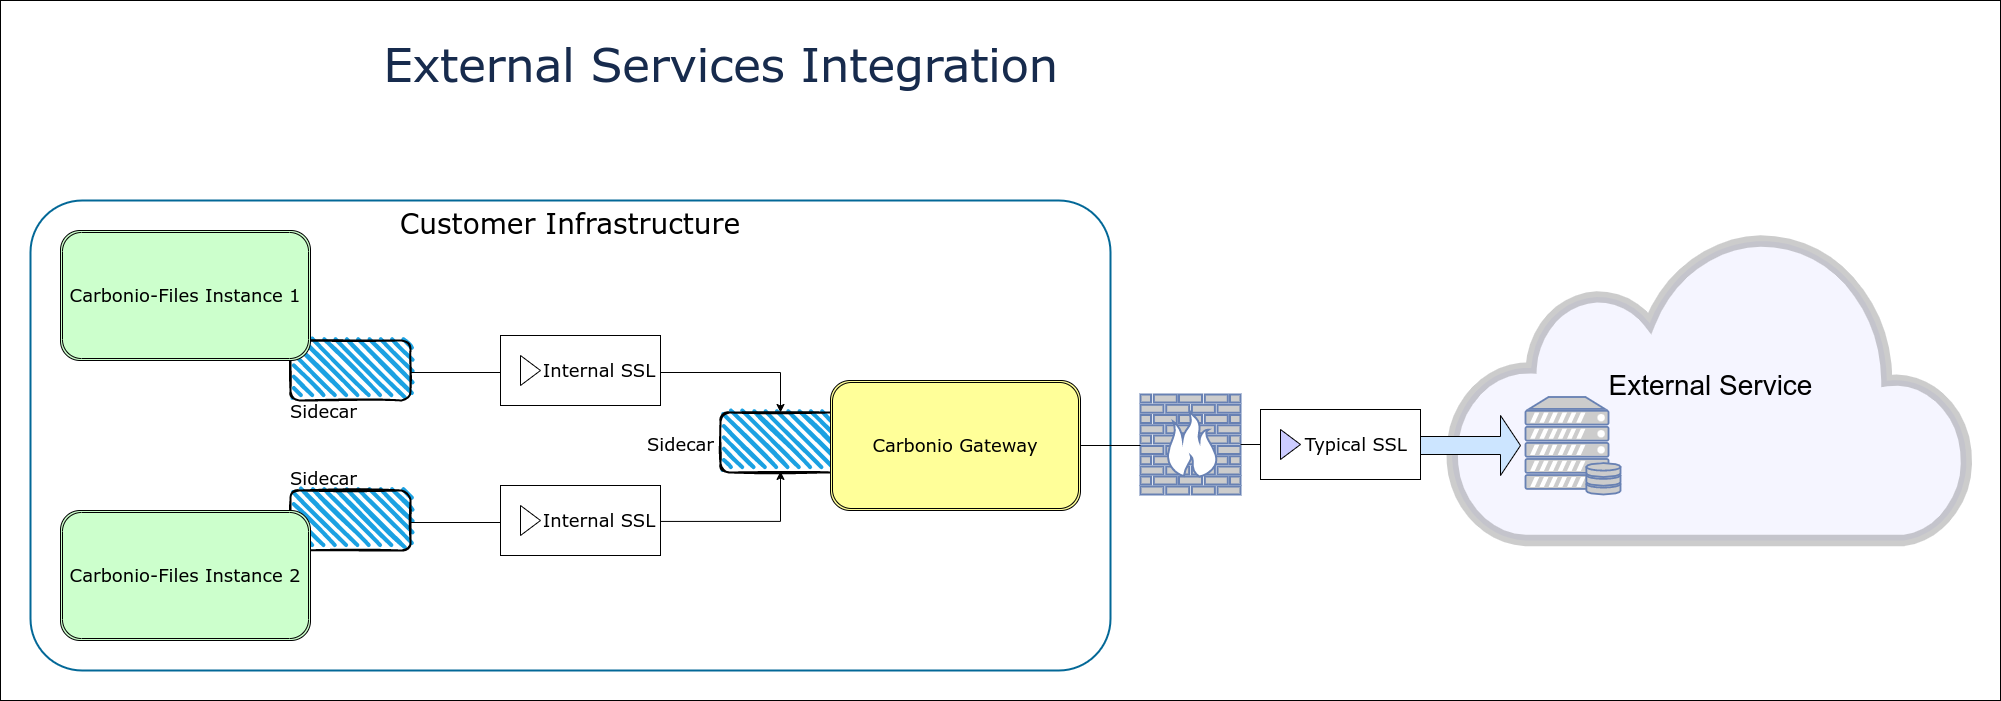 External Services Integration
Customer Infrastructure
Carbonio-Files Instance 1
Sidecar
Internal SSL
Sidecar
Carbonio Gateway
Typical SSL
External Service
Sidecar
Internal SSL
Carbonio-Files Instance 2